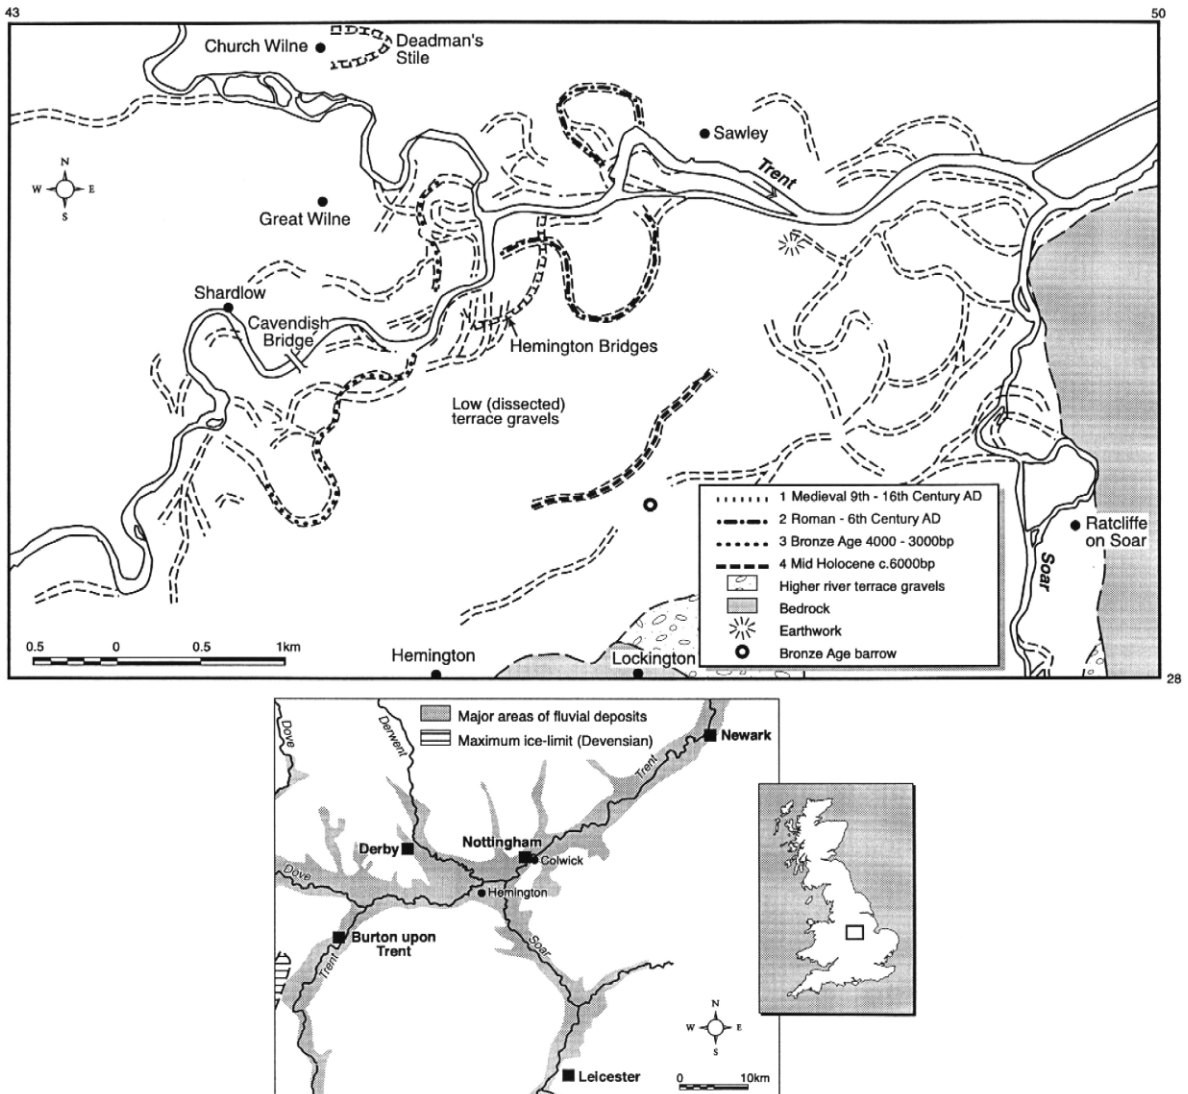 43
50
Church Wilne
Deadman's
Stile
Sawley
N
W E
S
Trent
Great Wilne
Shardlow
Cavendish
Bridge
Hemington Bridges
Low (dissected)
terrace gravels
1 Medieval 9th - 16th Century AD
2 Roman - 6th Century AD
3 Bronze Age 4000 - 3000bp
4 Mid Holocene c.6000bp
Higher river terrace gravels
Bedrock
Earthwork
Bronze Age barrow
Ratcliffe
on Soar
Soar
0.5 0 0.5 1km
Hemington
Lockington
28
Major areas of fluvial deposits
Maximum ice-limit (Devensian)
Dove
Derwent
Newark
Trent
Derby
Nottingham
Colwick
Dove
Hemington
Burton upon
Trent
Trent
Soar
N
W E
S
Leicester
0 10km